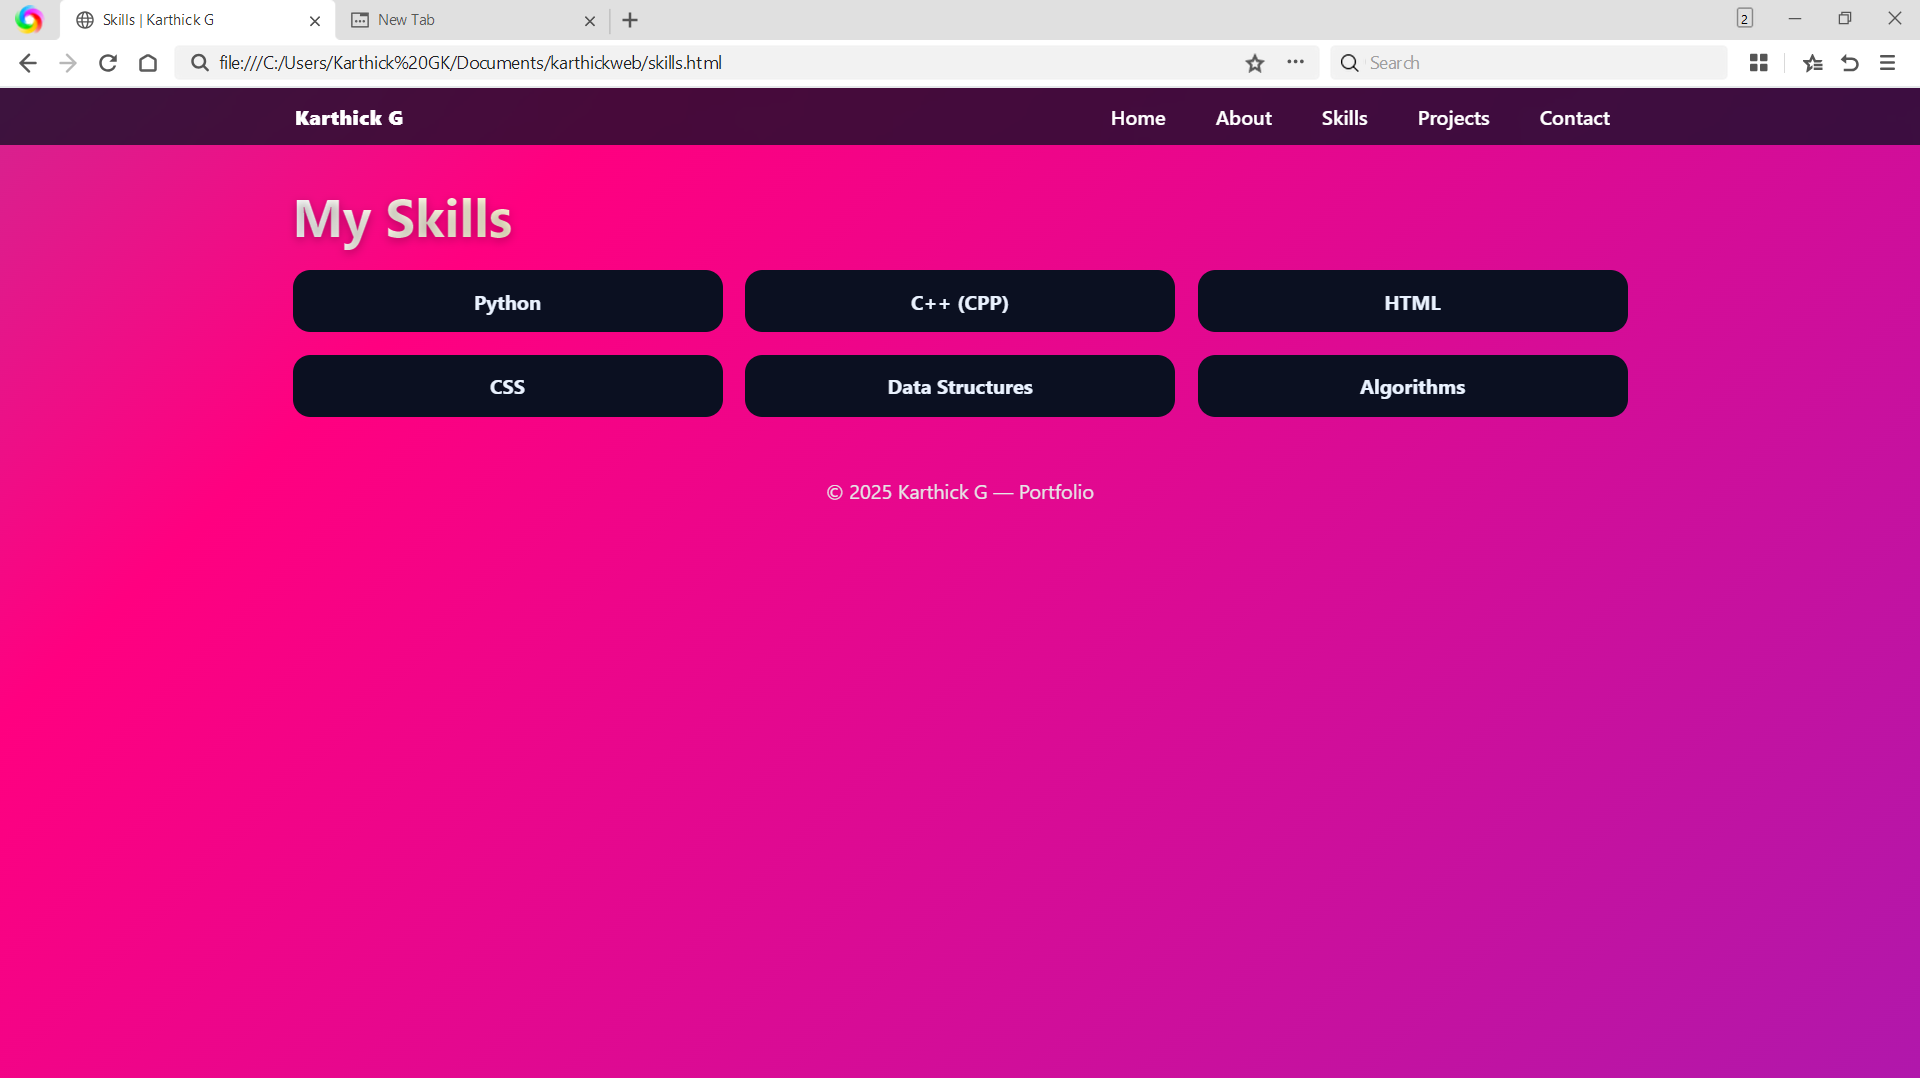 Skills | Karthick G
New Tab
2
file:///C:/Users/Karthick%20GK/Documents/karthickweb/skills.html
Search
Karthick G
Home
About
Skills
Projects
Contact
My Skills
Python
C++ (CPP)
HTML
CSS
Data Structures
Algorithms
© 2025 Karthick G — Portfolio